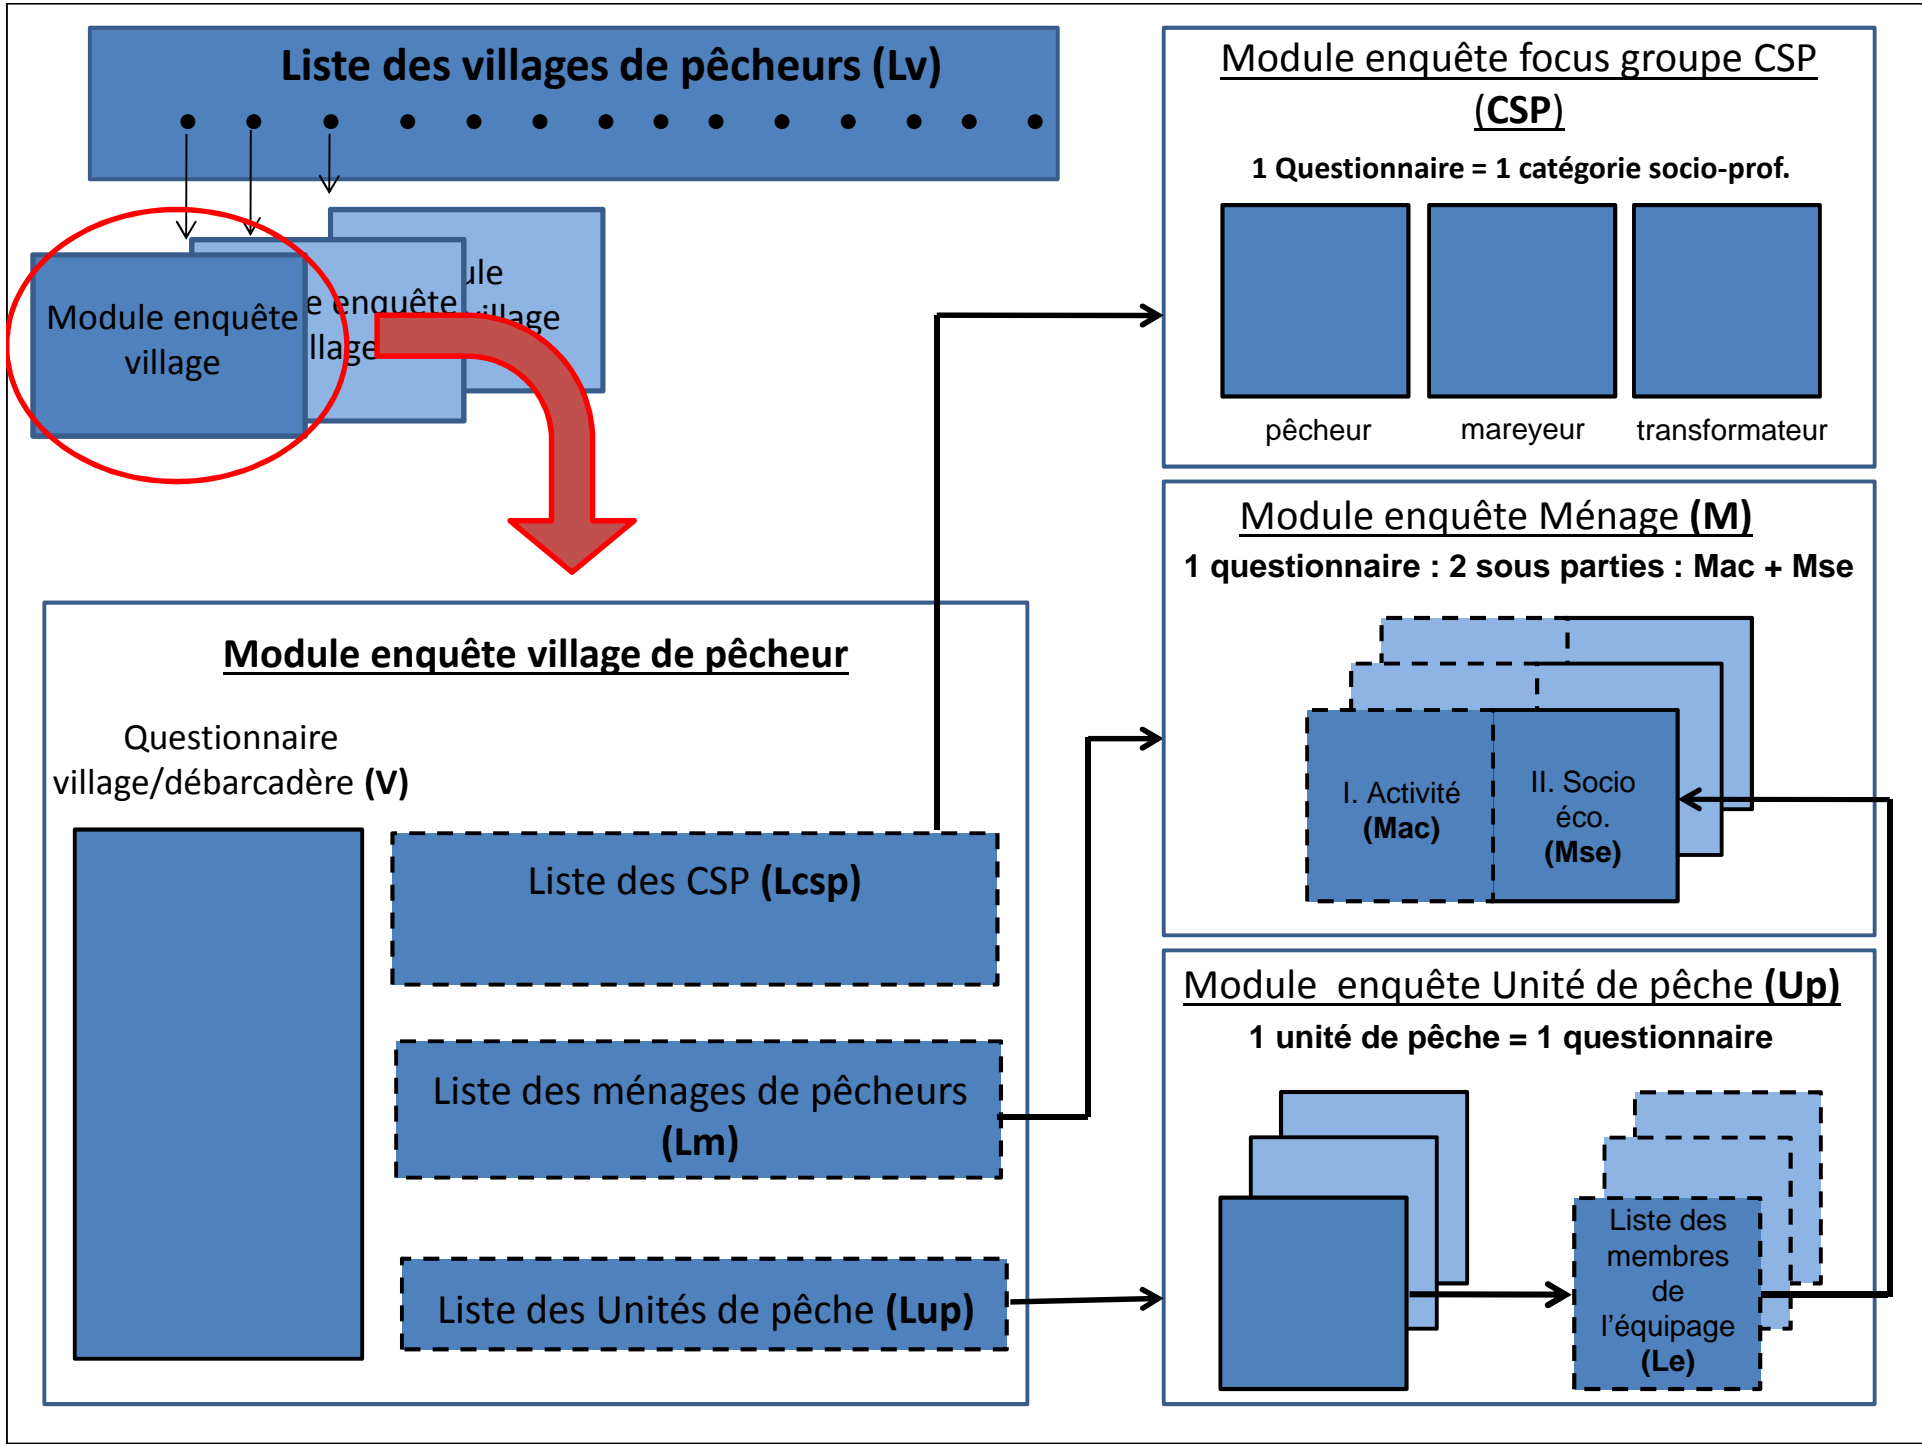 Liste des villages de pêcheurs (Lv)
Module enquête
village
e enquête
llage
ule
village
Module enquête village de pêcheur
Questionnaire
village/débarcadère (V)
Liste des CSP (Lcsp)
Liste des ménages de pêcheurs
(Lm)
Liste des Unités de pêche (Lup)
Module enquête focus groupe CSP
(CSP)
1 Questionnaire = 1 catégorie socio-prof.
pêcheur
mareyeur
transformateur
Module enquête Ménage (M)
1 questionnaire : 2 sous parties : Mac + Mse
I. Activité
(Mac)
II. Socio
éco.
(Mse)
Module enquête Unité de pêche (Up)
1 unité de pêche = 1 questionnaire
Liste des
membres
de
l'équipage
(Le)